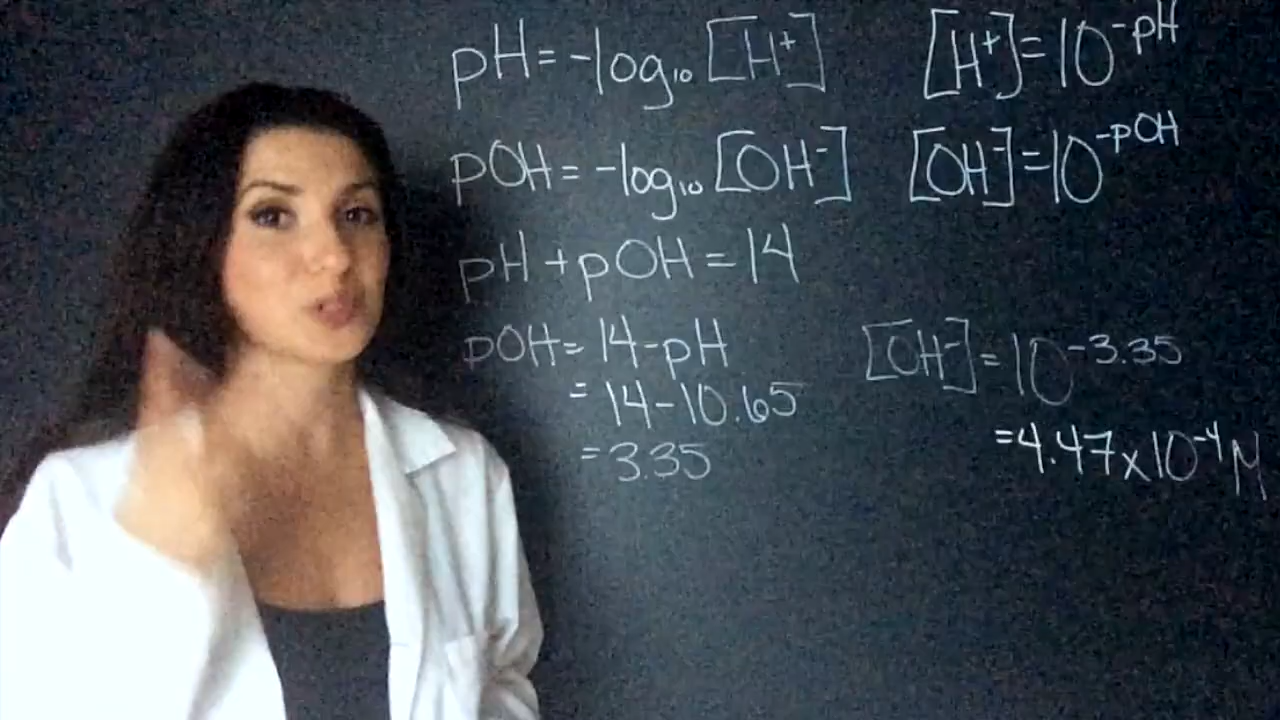 pH = -log₁₀ [H⁺]
[H⁺] = 10⁻ᵖᴴ
pOH = -log₁₀ [OH⁻]
[OH⁻] = 10⁻ᵖᴼᴴ
pH + pOH = 14
pOH = 14 - pH
= 14 - 10.65
= 3.35
[OH⁻] = 10⁻³·³⁵
= 4.47 x 10⁻⁴ M